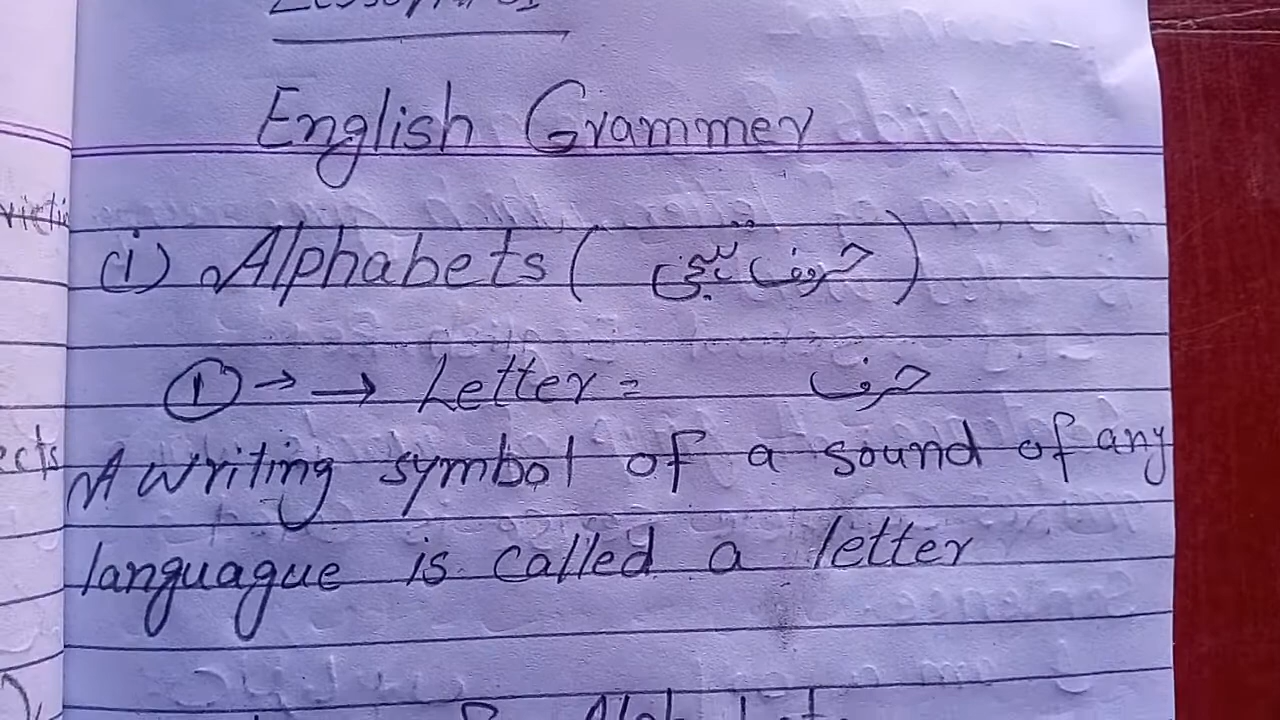 English Grammer
(i) Alphabets (حروف تہجی)
① → → Letter = حرف
A writing symbol of a sound of any
languague is called a letter